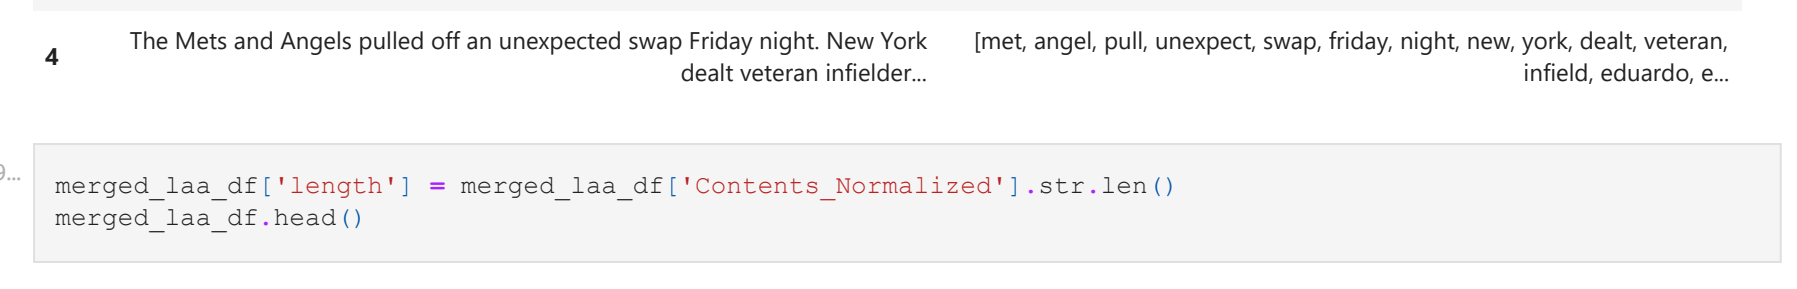 4 The Mets and Angels pulled off an unexpected swap Friday night. New York [met, angel, pull, unexpect, swap, friday, night, new, york, dealt, veteran,
dealt veteran infielder... infield, eduardo, e...
merged_laa_df['length'] = merged_laa_df['Contents_Normalized'].str.len()
merged_laa_df.head()